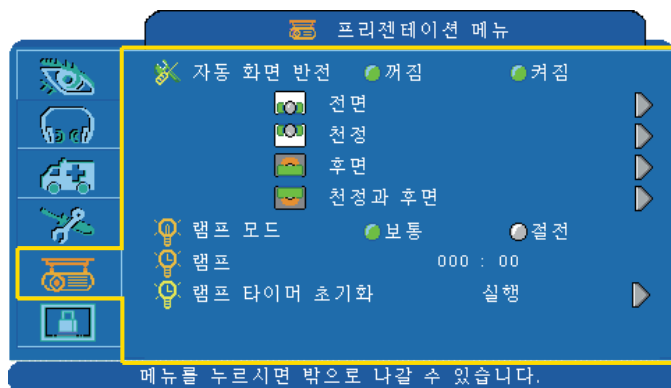 프리젠테이션 메뉴
자동 화면 반전 꺼짐 켜짐
전면
천정
후면
천정과 후면
램프 모드 보통 절전
램프 000 : 00
램프 타이머 초기화 실행
메뉴를 누르시면 밖으로 나갈 수 있습니다.